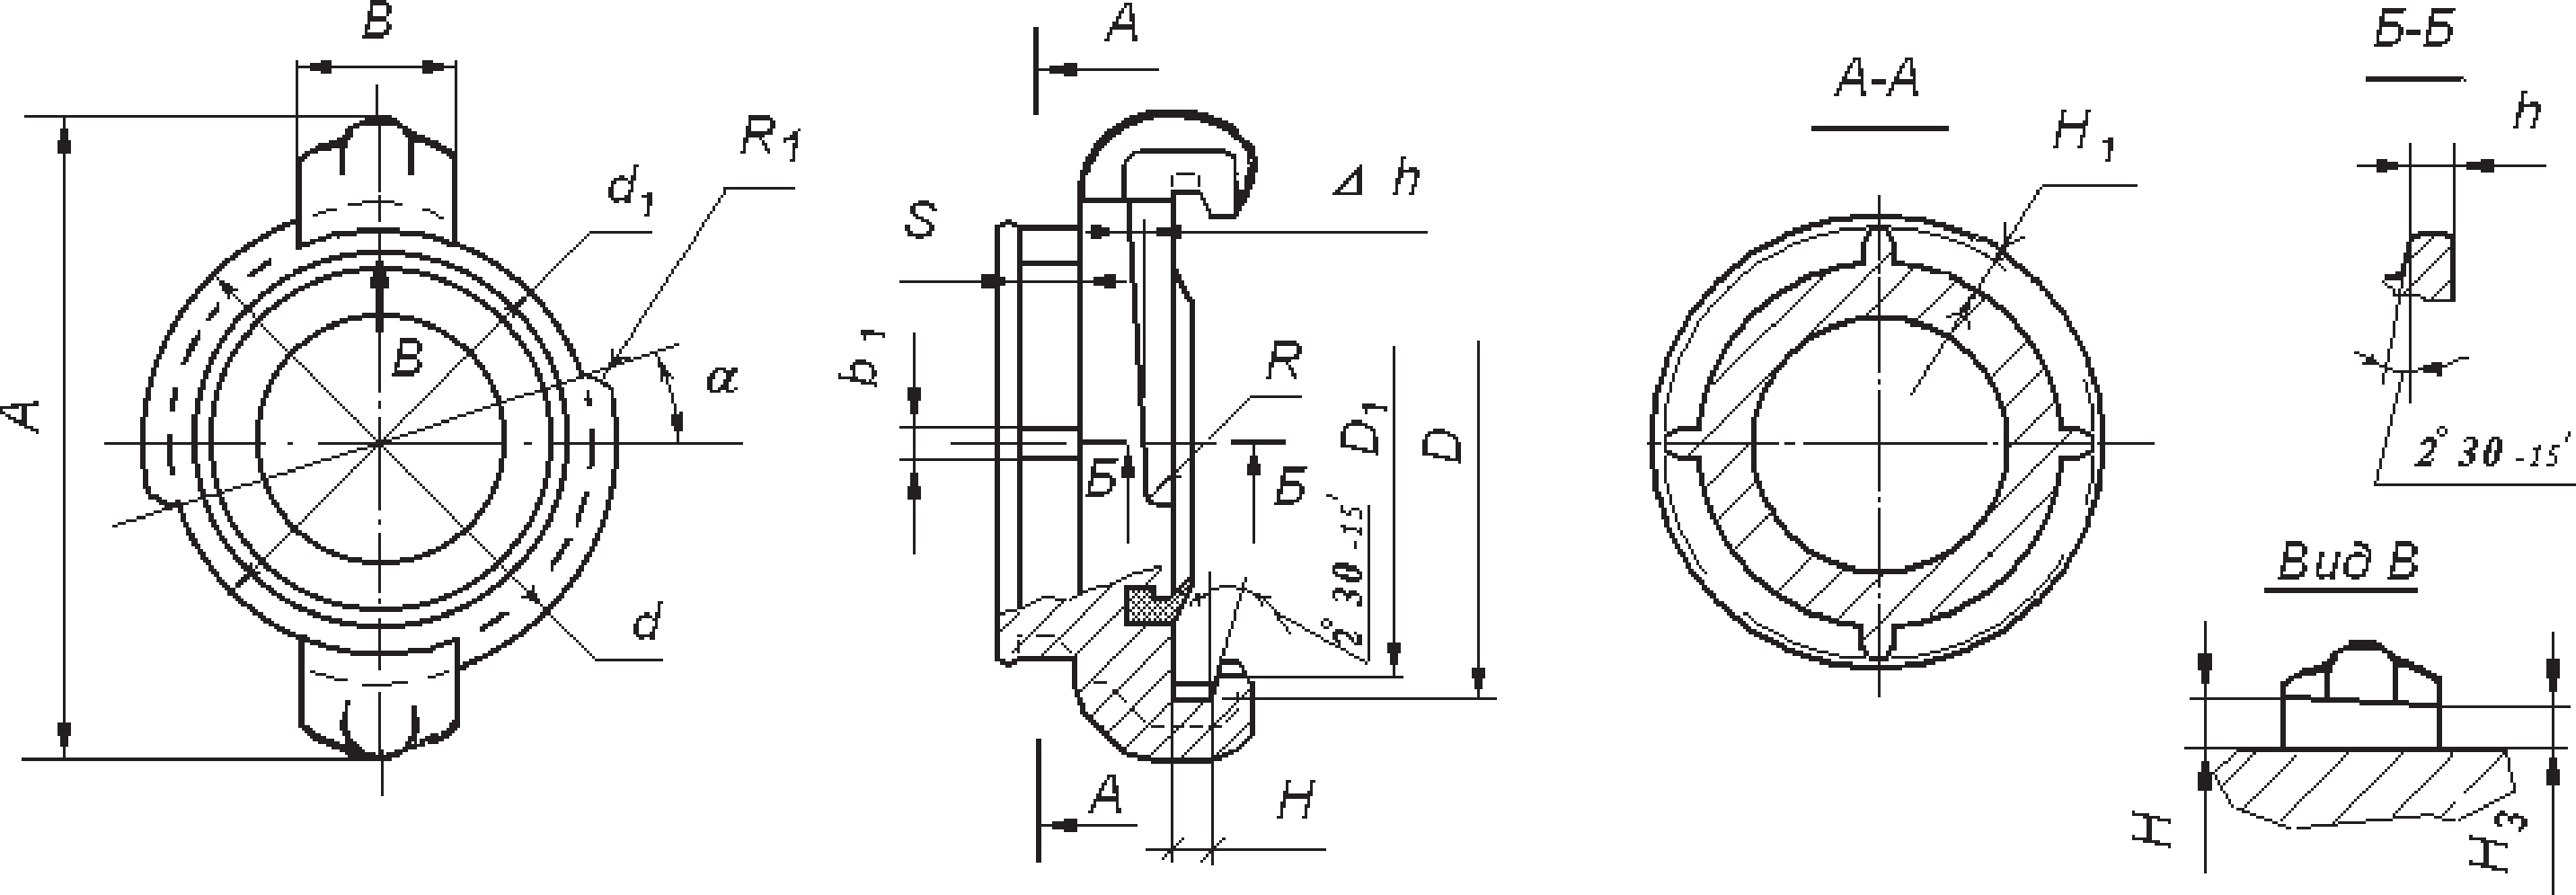 В
А
R1
d1
α
В
d
А
А
S
Δ h
b1
R
Б
Б
D1
D
2°30-15'
А
H
А-А
H1
Б-Б
h
2°30-15'
Вид В
H
H3